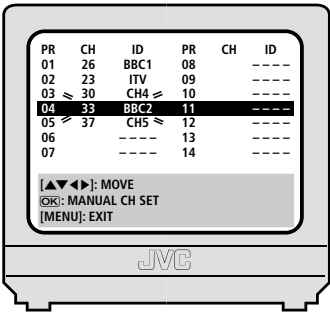 PR CH ID PR CH ID
01 26 BBC1 08 ----
02 23 ITV 09 ----
03 30 CH4 10 ----
04 33 BBC2 11 ----
05 37 CH5 12 ----
06 ---- 13 ----
07 ---- 14 ----
[▲▼◀▶]: MOVE
OK: MANUAL CH SET
[MENU]: EXIT
JVC